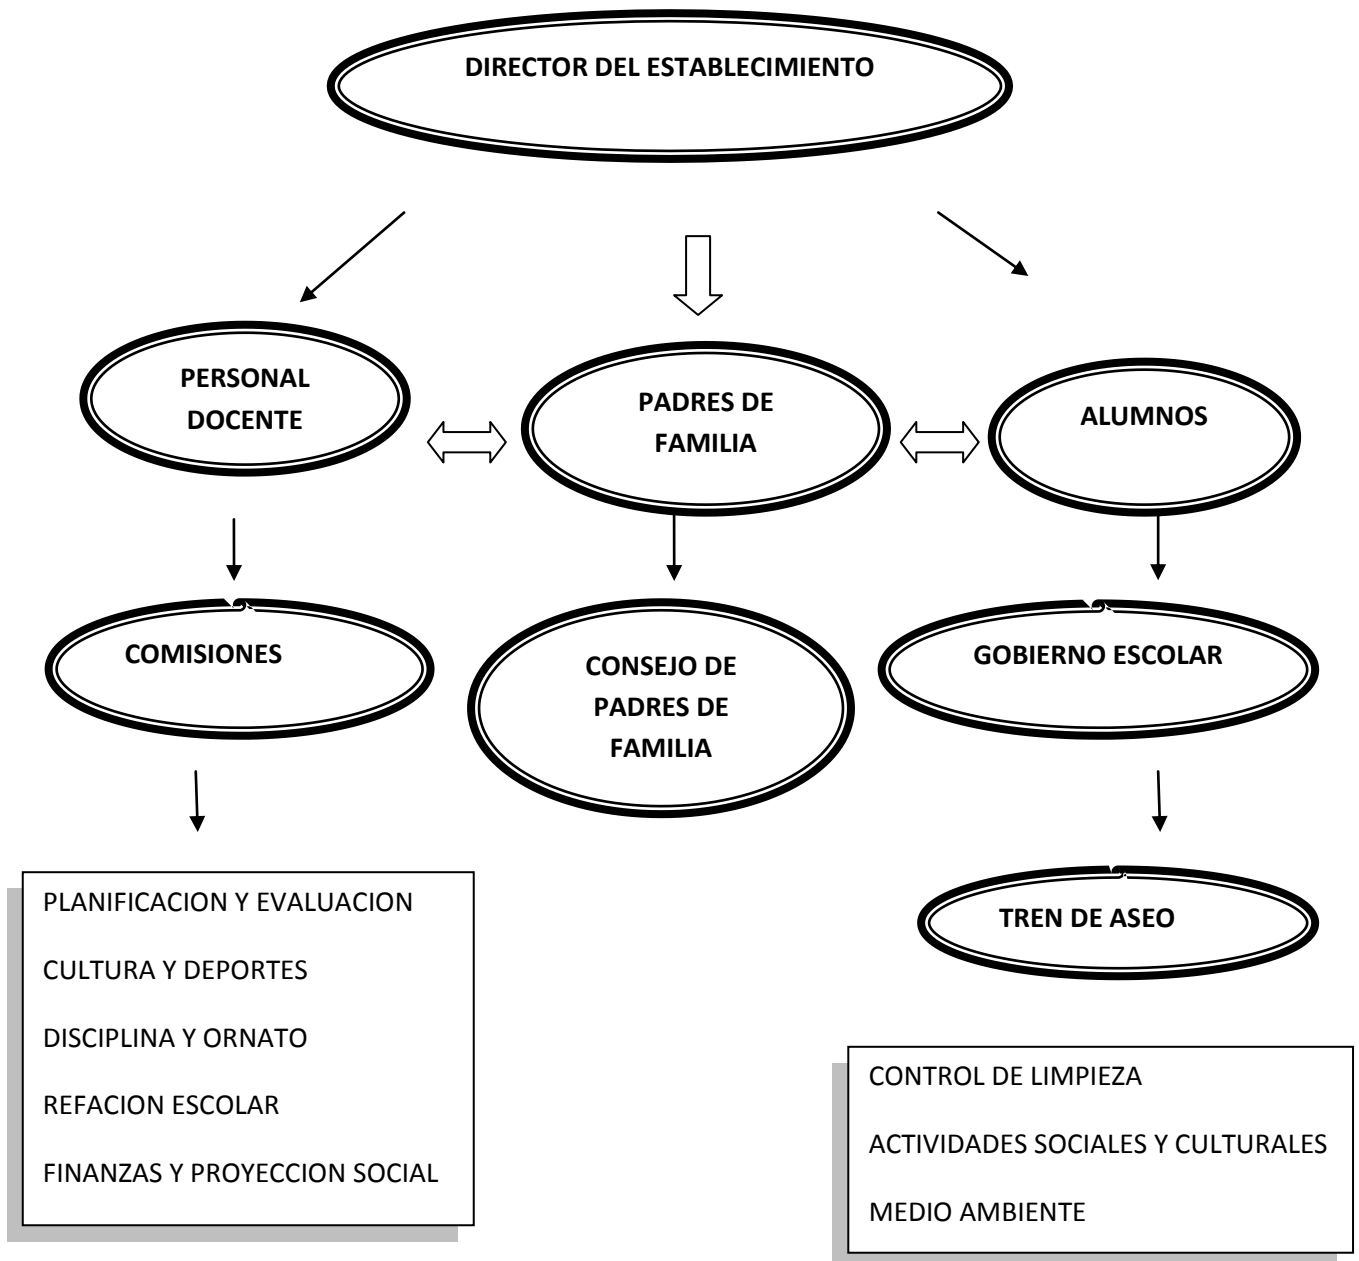 DIRECTOR DEL ESTABLECIMIENTO
PERSONAL
DOCENTE
PADRES DE
FAMILIA
ALUMNOS
COMISIONES
CONSEJO DE
PADRES DE
FAMILIA
GOBIERNO ESCOLAR
TREN DE ASEO
PLANIFICACION Y EVALUACION
CULTURA Y DEPORTES
DISCIPLINA Y ORNATO
REFACION ESCOLAR
FINANZAS Y PROYECCION SOCIAL
CONTROL DE LIMPIEZA
ACTIVIDADES SOCIALES Y CULTURALES
MEDIO AMBIENTE